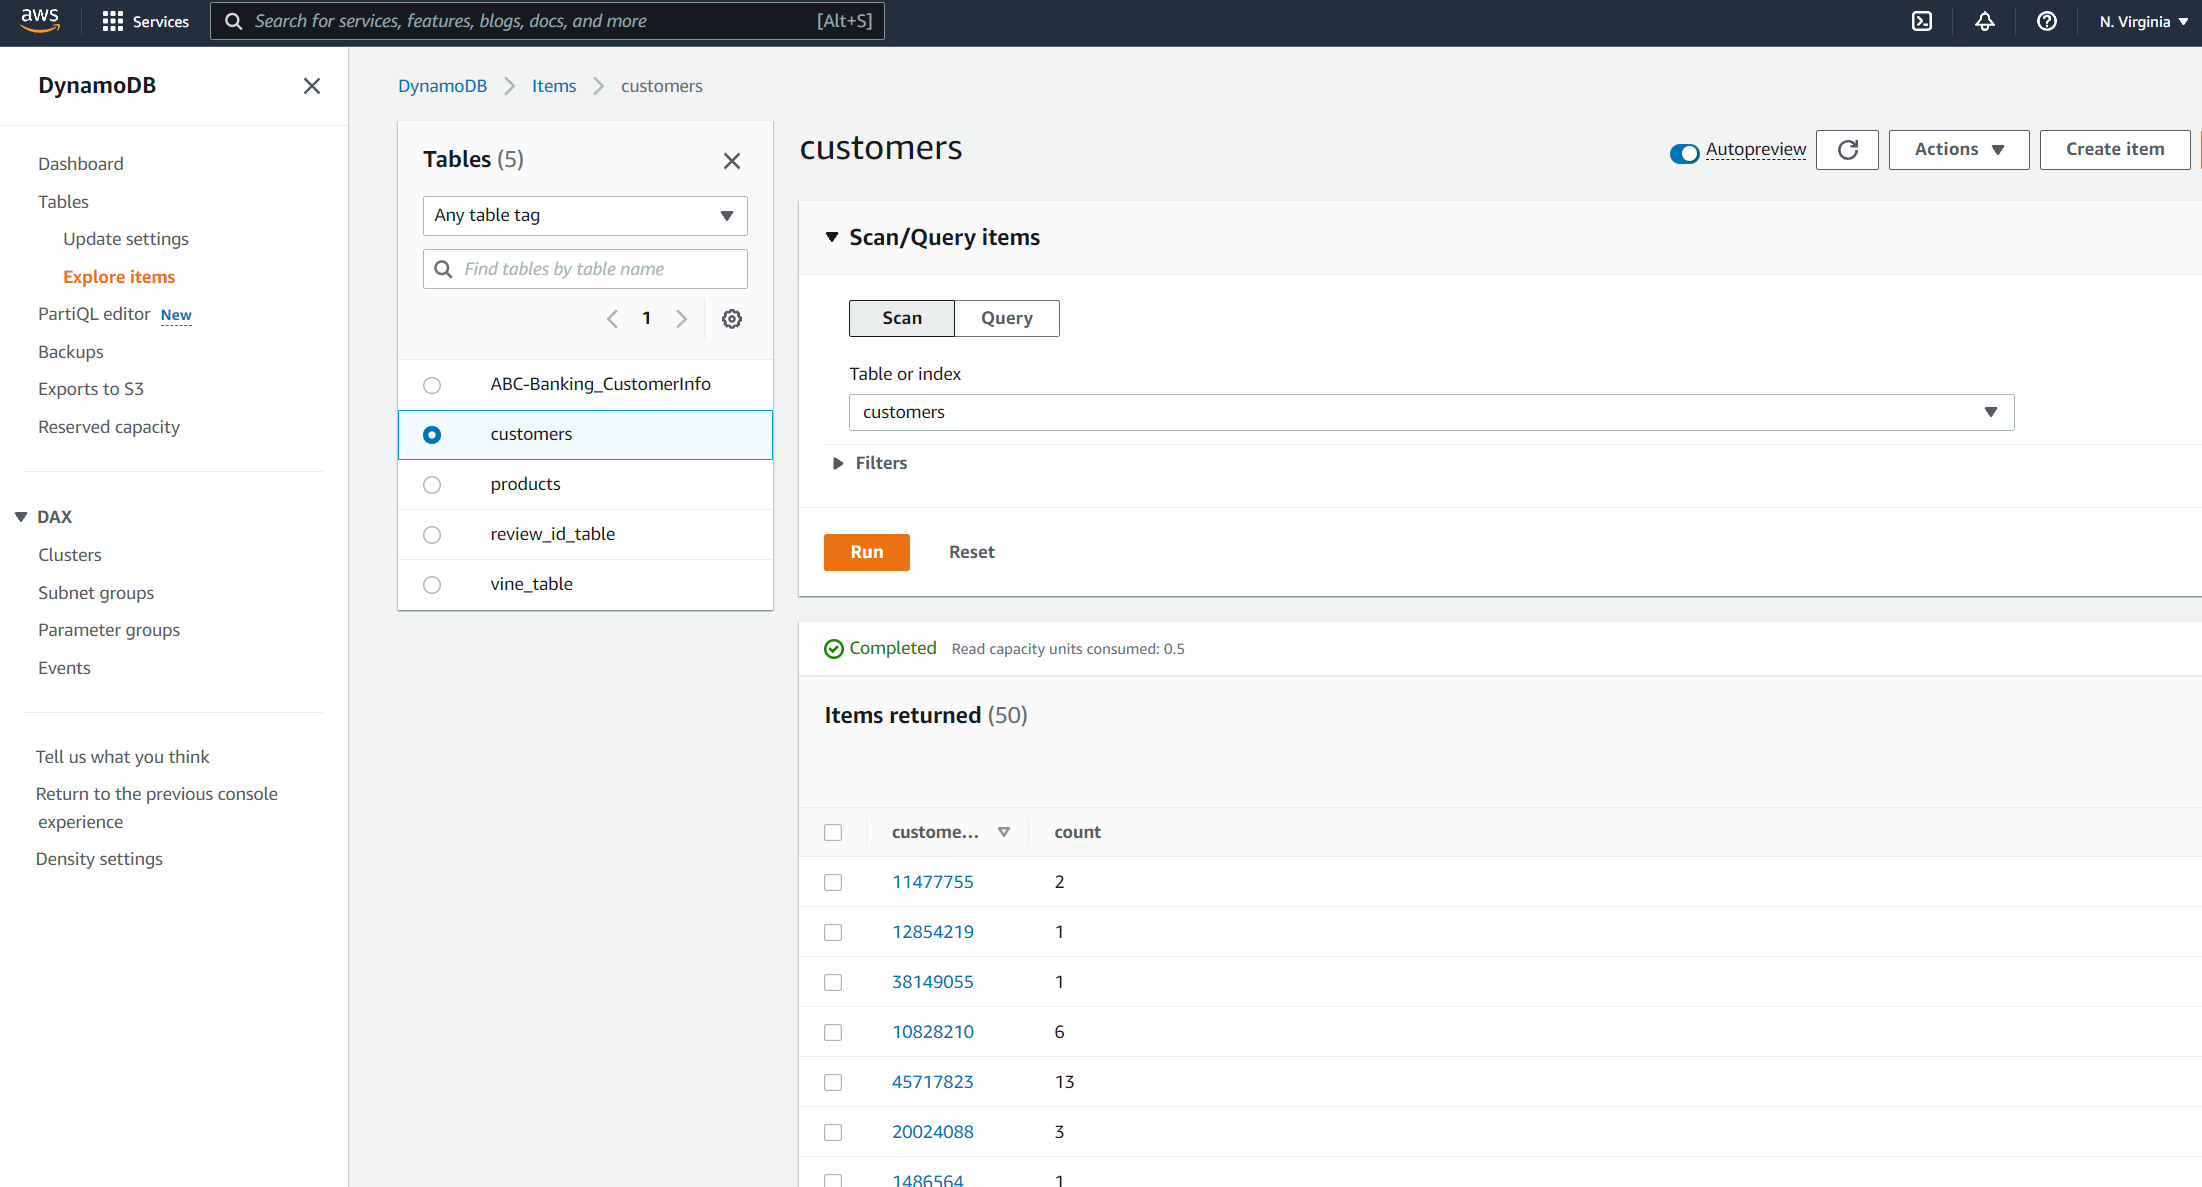 aws
Services
Search for services, features, blogs, docs, and more [Alt+S]
N. Virginia
DynamoDB
Dashboard
Tables
Update settings
Explore items
PartiQL editor New
Backups
Exports to S3
Reserved capacity
DAX
Clusters
Subnet groups
Parameter groups
Events
Tell us what you think
Return to the previous console
experience
Density settings
DynamoDB Items customers
Tables (5)
Any table tag
Find tables by table name
1
ABC-Banking_CustomerInfo
customers
products
review_id_table
vine_table
customers
Autopreview
Actions
Create item
Scan/Query items
Scan Query
Table or index
customers
Filters
Run Reset
Completed Read capacity units consumed: 0.5
Items returned (50)
custome... count
11477755 2
12854219 1
38149055 1
10828210 6
45717823 13
20024088 3
1486564 1